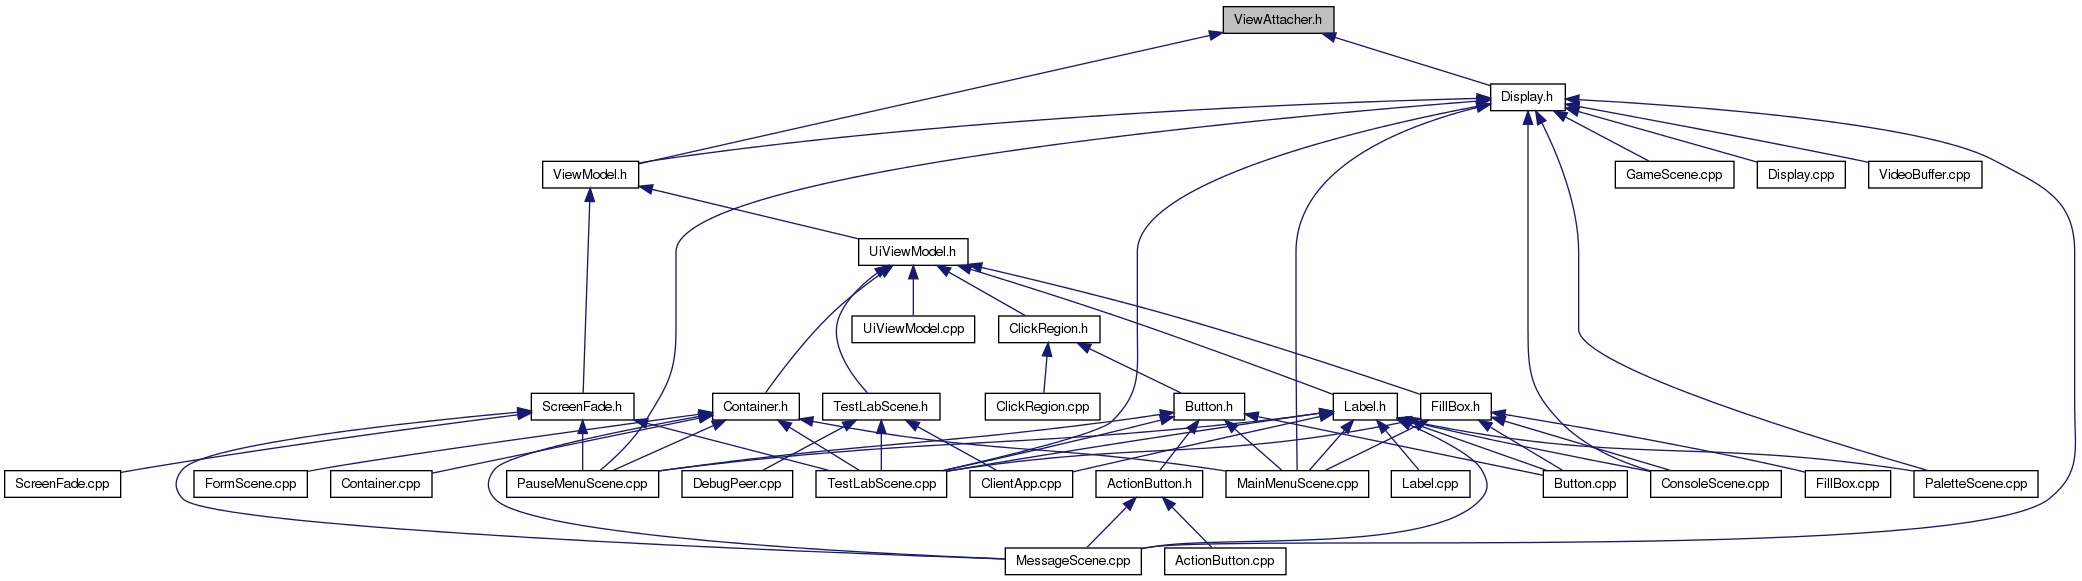 ViewAttacher.h
Display.h
ViewModel.h
GameScene.cpp
Display.cpp
VideoBuffer.cpp
UiViewModel.h
UiViewModel.cpp
ClickRegion.h
ScreenFade.h
Container.h
TestLabScene.h
ClickRegion.cpp
Button.h
Label.h
FillBox.h
ScreenFade.cpp
FormScene.cpp
Container.cpp
PauseMenuScene.cpp
DebugPeer.cpp
TestLabScene.cpp
ClientApp.cpp
ActionButton.h
MainMenuScene.cpp
Label.cpp
Button.cpp
ConsoleScene.cpp
FillBox.cpp
PaletteScene.cpp
MessageScene.cpp
ActionButton.cpp